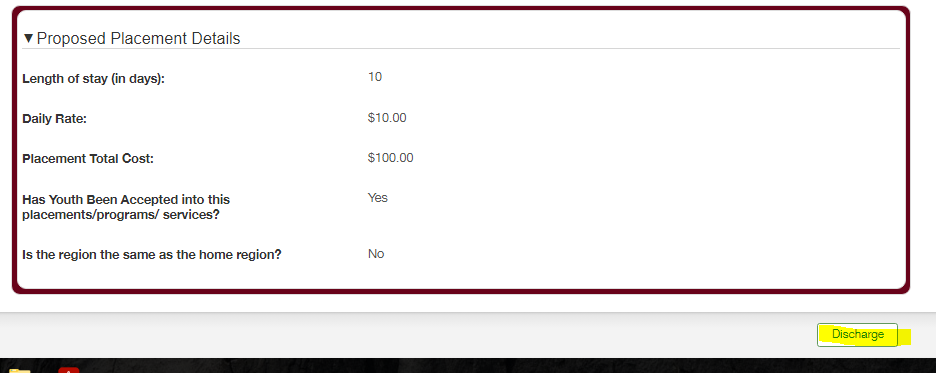 ▼ Proposed Placement Details
Length of stay (in days): 10
Daily Rate: $10.00
Placement Total Cost: $100.00
Has Youth Been Accepted into this Yes
placements/programs/ services?
Is the region the same as the home region? No
Discharge